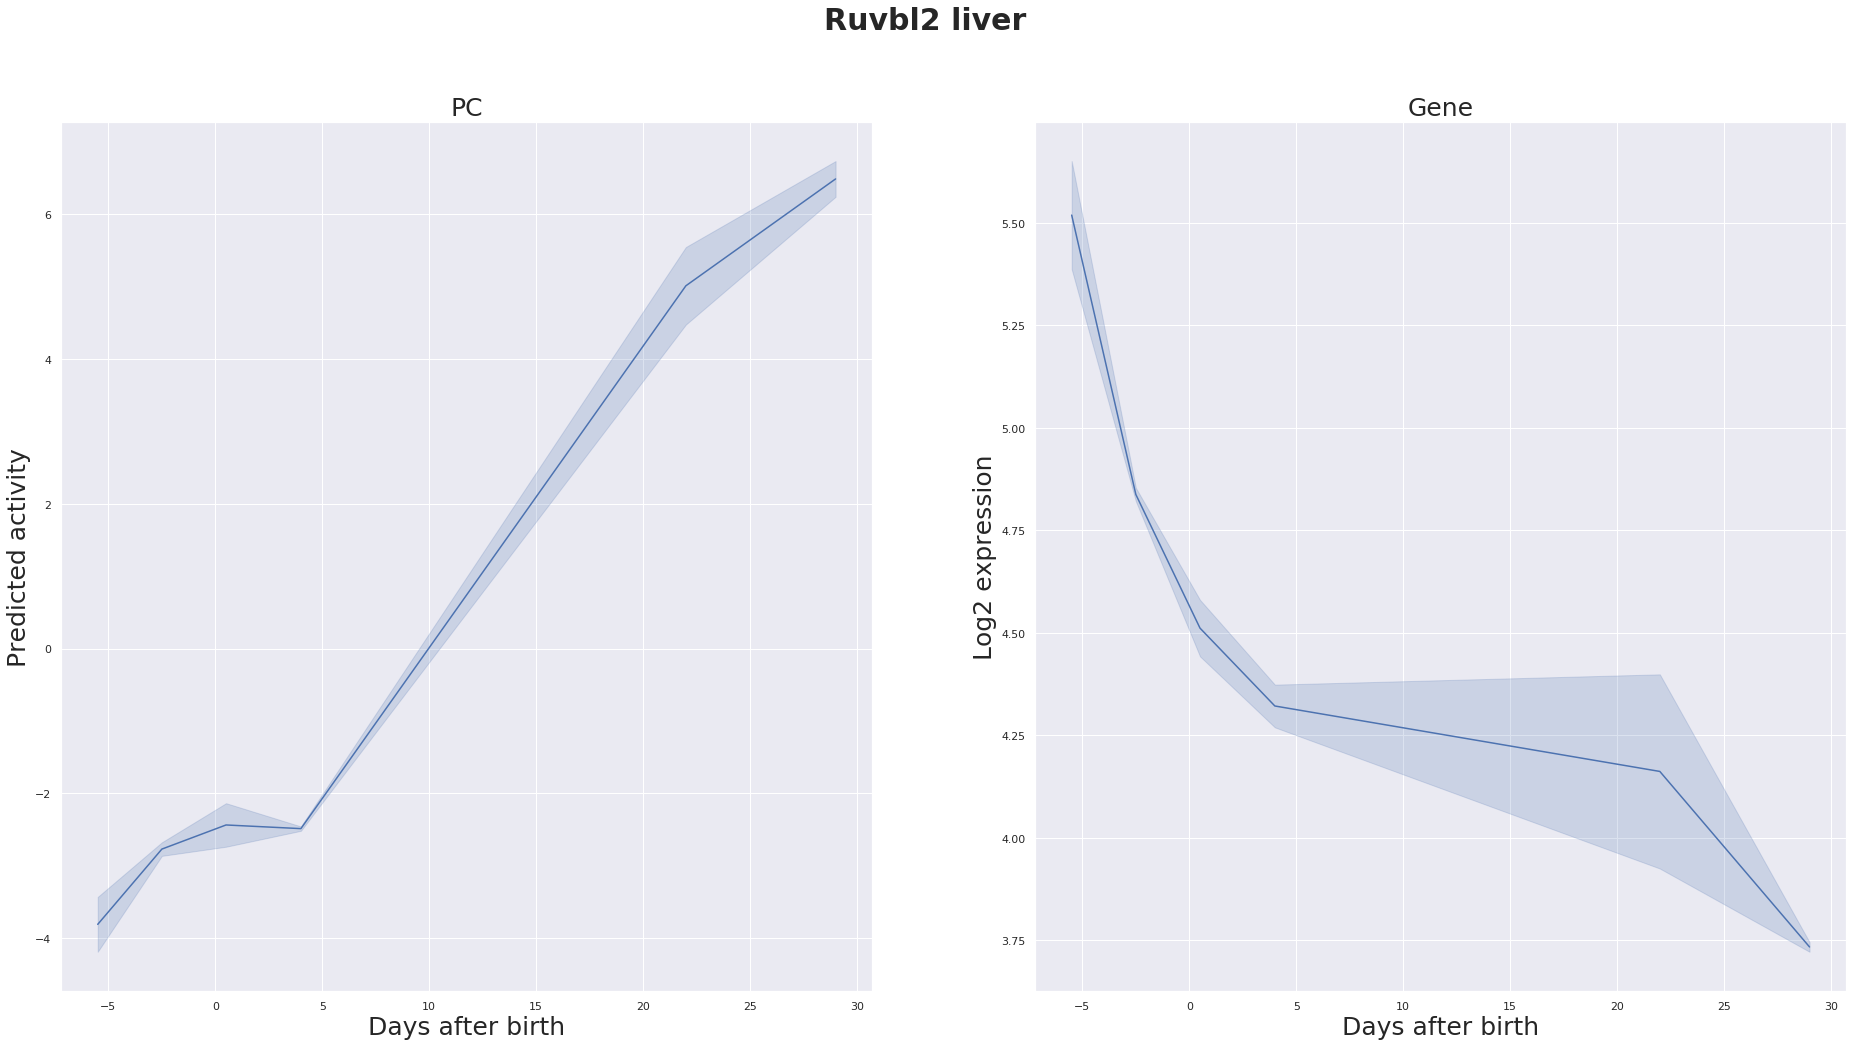 Ruvbl2 liver
PC
Predicted activity
6
4
2
0
−2
−4
−5 0 5 10 15 20 25 30
Days after birth
Gene
Log2 expression
5.50
5.25
5.00
4.75
4.50
4.25
4.00
3.75
−5 0 5 10 15 20 25 30
Days after birth